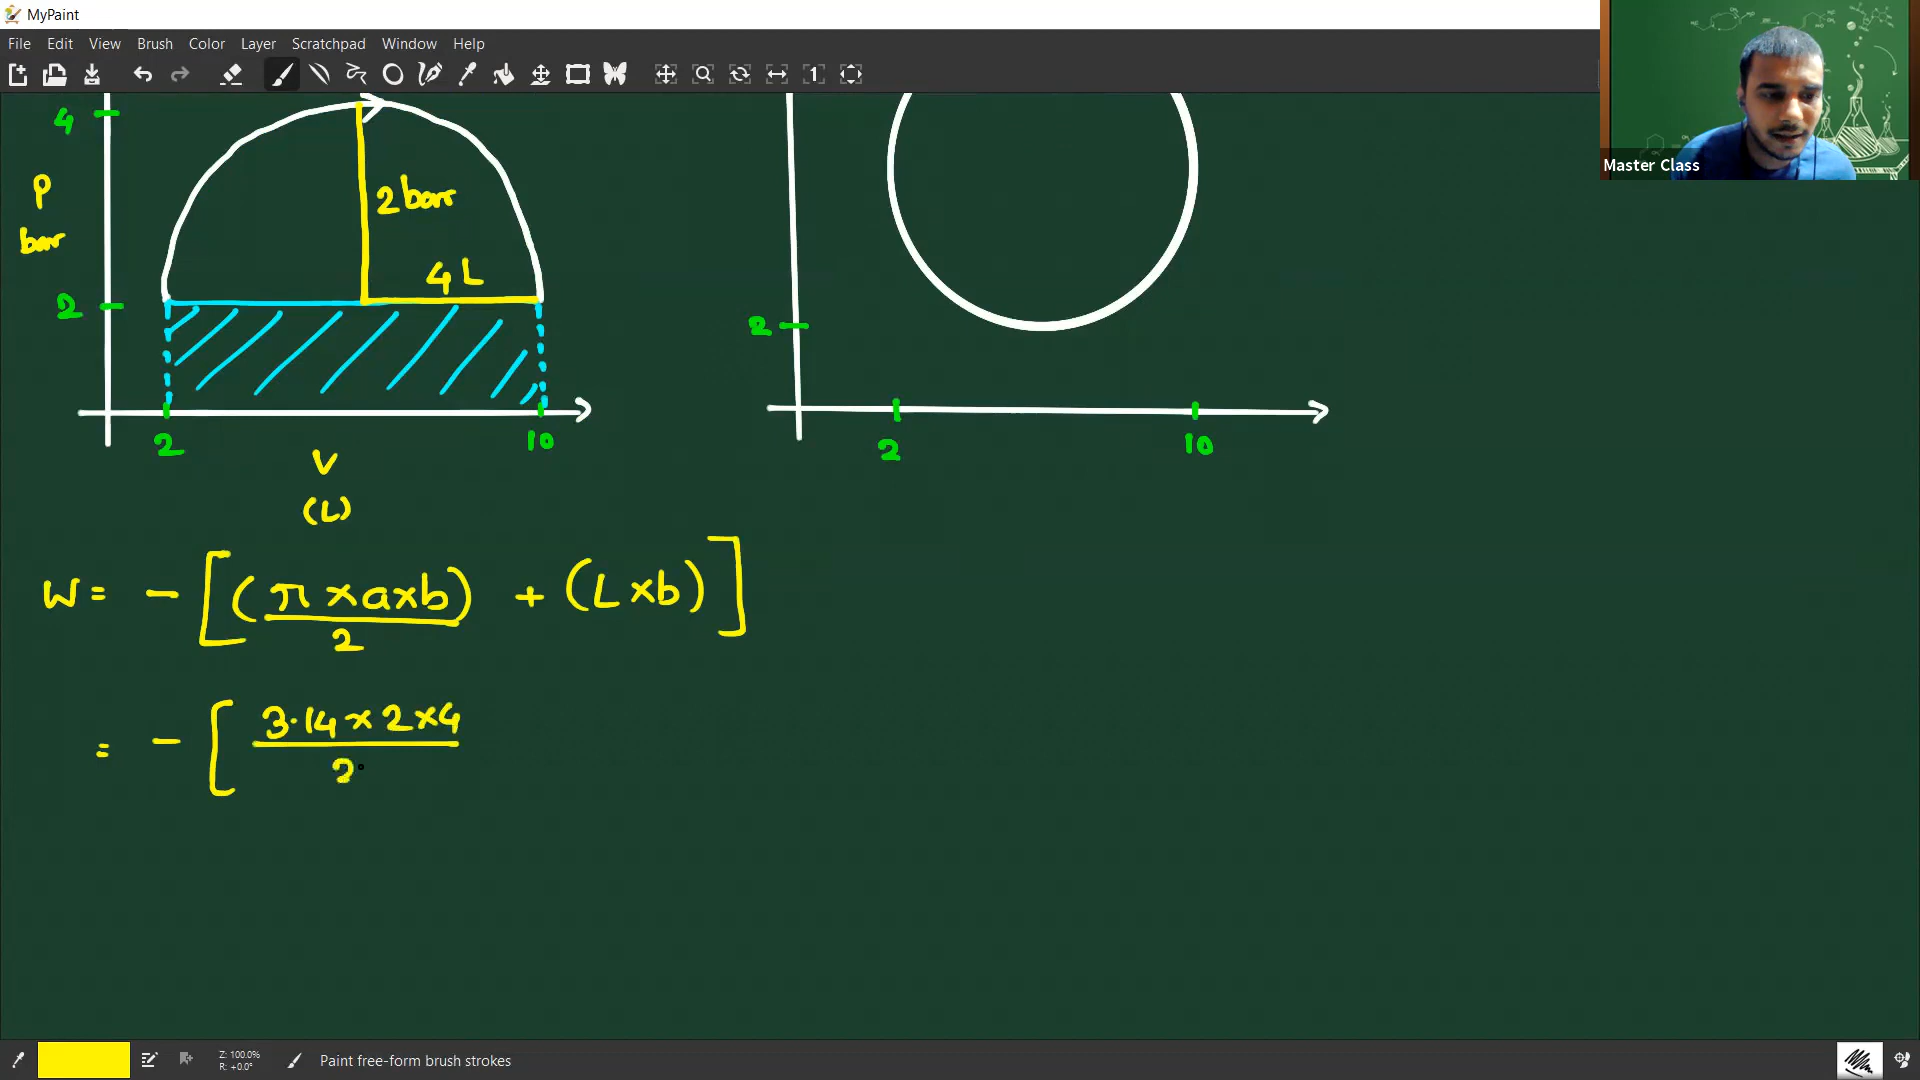 MyPaint
File Edit View Brush Color Layer Scratchpad Window Help
Master Class
4
P
bar
2 bar
4 L
2
2
10
V
(L)
2
2
10
W = - [(π × a × b)/2 + (L × b)]
= - [ 3.14 × 2 × 4 / 2
Z: 100.0%
R: +0.0°
Paint free-form brush strokes